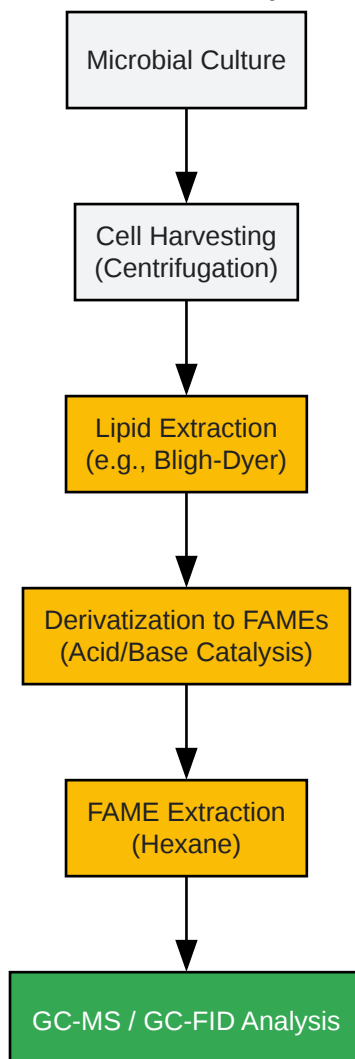 Microbial Culture
Cell Harvesting
(Centrifugation)
Lipid Extraction
(e.g., Bligh-Dyer)
Derivatization to FAMEs
(Acid/Base Catalysis)
FAME Extraction
(Hexane)
GC-MS / GC-FID Analysis